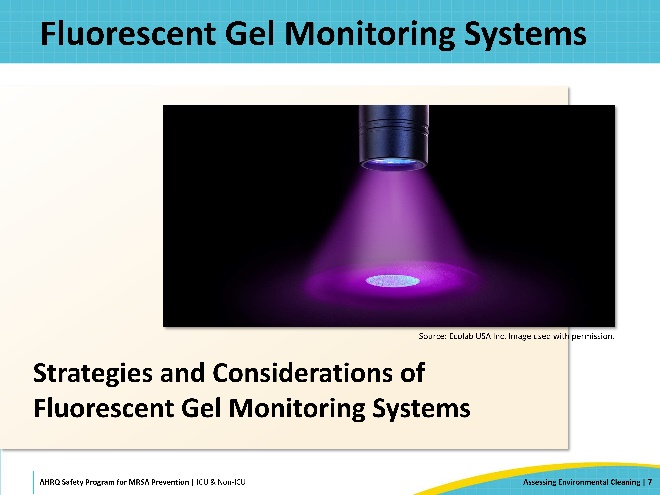 Fluorescent Gel Monitoring Systems
Source: Ecolab USA Inc. Image used with permission.
Strategies and Considerations of
Fluorescent Gel Monitoring Systems
AHRQ Safety Program for MRSA Prevention | ICU & Non-ICU
Assessing Environmental Cleaning | 7